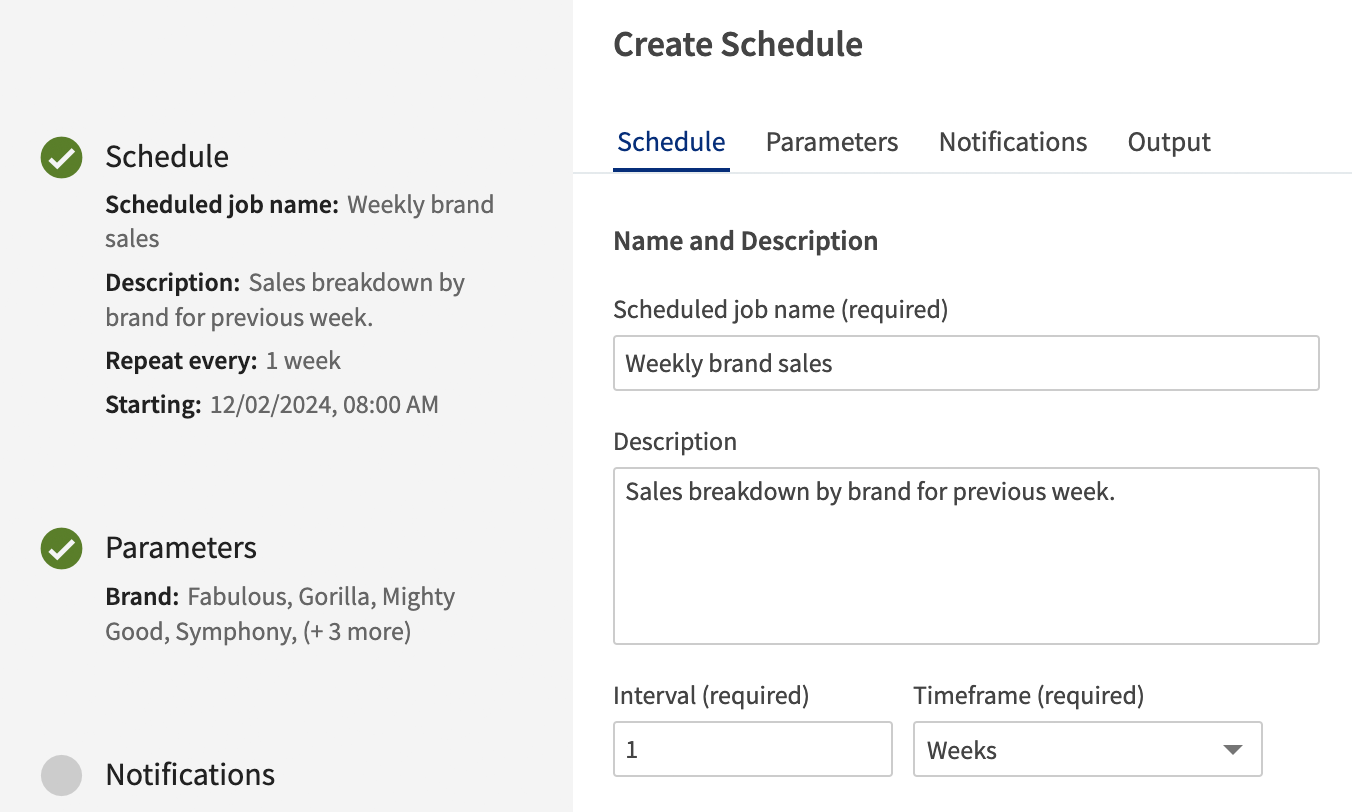 Schedule
Scheduled job name: Weekly brand
sales
Description: Sales breakdown by
brand for previous week.
Repeat every: 1 week
Starting: 12/02/2024, 08:00 AM
Parameters
Brand: Fabulous, Gorilla, Mighty
Good, Symphony, (+ 3 more)
Notifications
Create Schedule
Schedule Parameters Notifications Output
Name and Description
Scheduled job name (required)
Weekly brand sales
Description
Sales breakdown by brand for previous week.
Interval (required) Timeframe (required)
1 Weeks